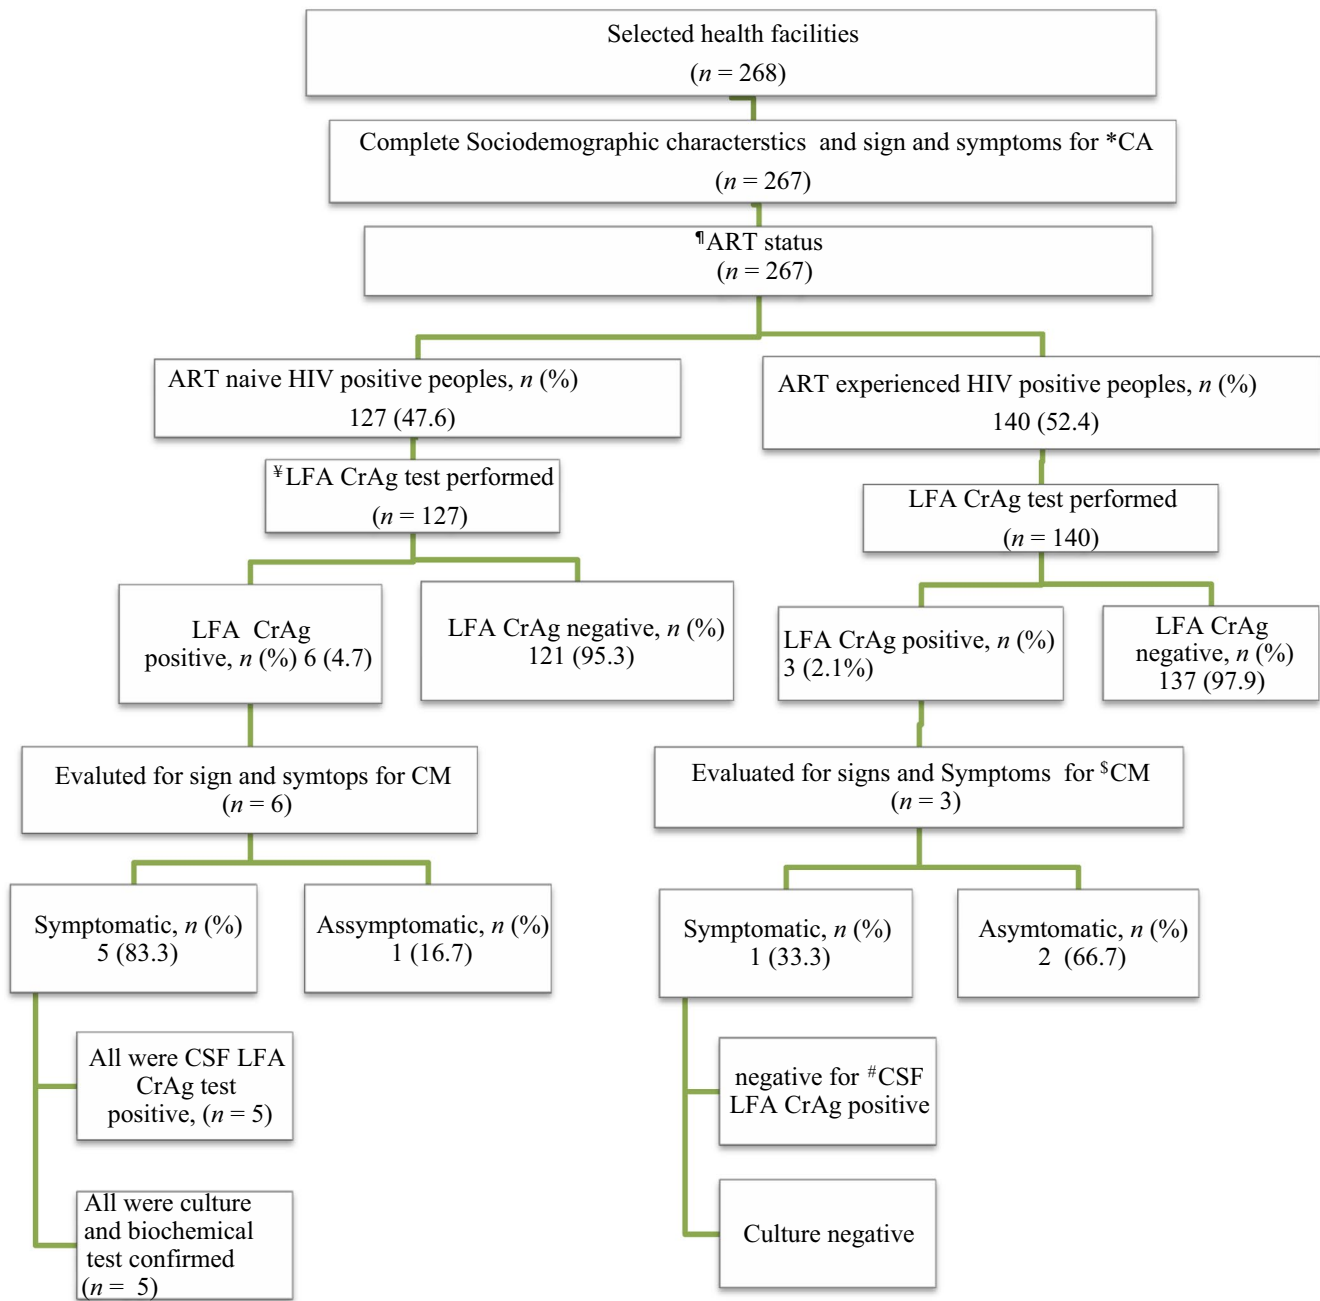 Selected health facilities
(n = 268)
Complete Sociodemographic characterstics and sign and symptoms for *CA
(n = 267)
¶ART status
(n = 267)
ART naive HIV positive peoples, n (%)
127 (47.6)
ART experienced HIV positive peoples, n (%)
140 (52.4)
¥LFA CrAg test performed
(n = 127)
LFA CrAg test performed
(n = 140)
LFA CrAg
positive, n (%) 6 (4.7)
LFA CrAg negative, n (%)
121 (95.3)
LFA CrAg positive, n (%)
3 (2.1%)
LFA CrAg
negative, n (%)
137 (97.9)
Evaluted for sign and symtops for CM
(n = 6)
Evaluated for signs and Symptoms for $CM
(n = 3)
Symptomatic, n (%)
5 (83.3)
Assymptomatic, n (%)
1 (16.7)
Symptomatic, n (%)
1 (33.3)
Asymtomatic, n (%)
2 (66.7)
All were CSF LFA
CrAg test
positive, (n = 5)
negative for #CSF
LFA CrAg positive
All were culture
and biochemical
test confirmed
(n = 5)
Culture negative